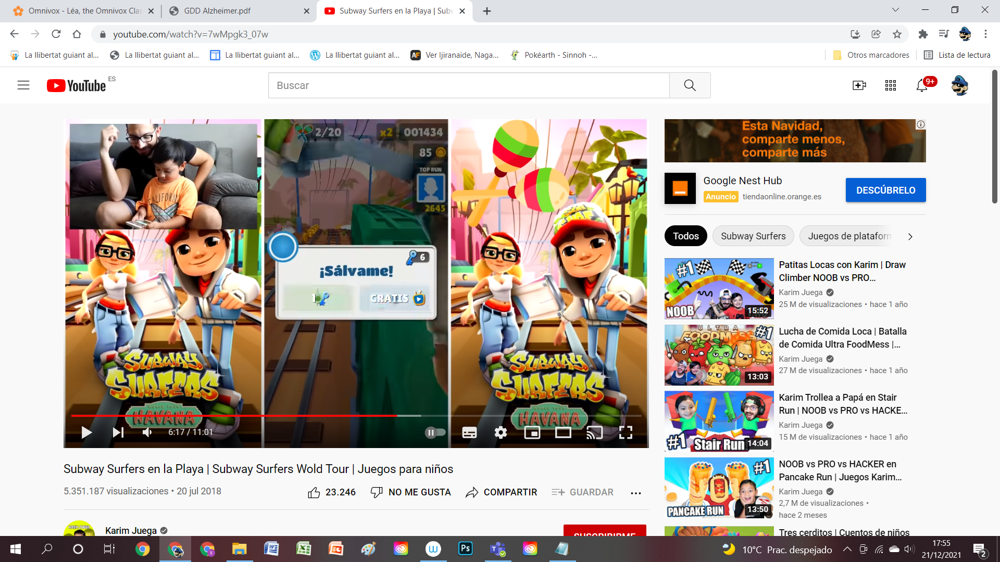 Omnivox - Léa, the Omnivox Clas
GDD Alzheimer.pdf
Subway Surfers en la Playa | Subw
youtube.com/watch?v=7wMpgk3_07w
La llibertat guiant al...
La llibertat guiant al...
La llibertat guiant al...
La llibertat guiant al...
Ver Ijiranaide, Naga...
Pokéarth - Sinnoh -...
Otros marcadores
Lista de lectura
YouTube ES
Buscar
9+
2/20
x2
001434
85
TOP RUN
2645
CALIFORNIA
6
¡Sálvame!
1
GRATIS
SUBWAY
SURFERS
WORLD TOUR
HAVANA
SUBWAY
SURFERS
WORLD TOUR
HAVANA
6:17 / 11:01
Subway Surfers en la Playa | Subway Surfers Wold Tour | Juegos para niños
5.351.187 visualizaciones • 20 jul 2018
23.246
NO ME GUSTA
COMPARTIR
GUARDAR
Karim Juega
SUSCRIBIRME
Esta Navidad,
comparte menos,
comparte más
Google Nest Hub
Anuncio tiendaonline.orange.es
DESCÚBRELO
Todos
Subway Surfers
Juegos de plataforn
#1
NOOB
15:52
Patitas Locas con Karim | Draw
Climber NOOB vs PRO...
Karim Juega
25 M de visualizaciones • hace 1 año
ULTRA
FOODMESS
#1
13:03
Lucha de Comida Loca | Batalla
de Comida Ultra FoodMess |...
Karim Juega
27 M de visualizaciones • hace 1 año
#1
Stair Run
14:04
Karim Trollea a Papá en Stair
Run | NOOB vs PRO vs HACKE...
Karim Juega
15 M de visualizaciones • hace 1 año
#1
PANCAKE RUN
13:50
NOOB vs PRO vs HACKER en
Pancake Run | Juegos Karim...
Karim Juega
2,7 M de visualizaciones •
hace 2 meses
Tres cerditos | Cuentos de niños
10°C Prac. despejado
17:55
21/12/2021
2